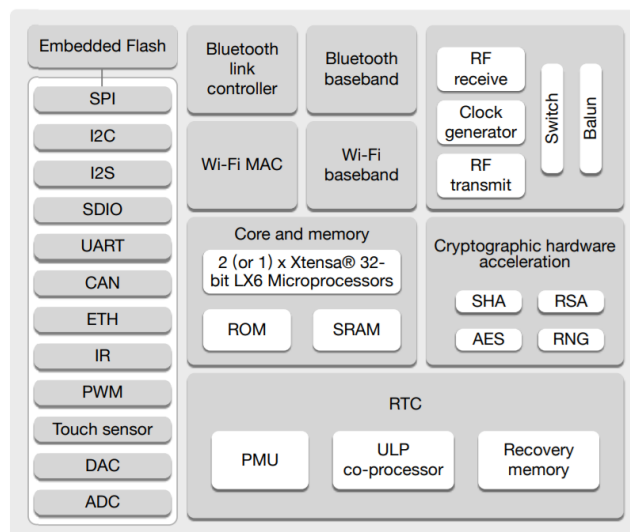 Embedded Flash
SPI
I2C
I2S
SDIO
UART
CAN
ETH
IR
PWM
Touch sensor
DAC
ADC
Bluetooth
link
controller
Bluetooth
baseband
Wi-Fi MAC
Wi-Fi
baseband
RF
receive
Clock
generator
RF
transmit
Switch
Balun
Core and memory
2 (or 1) x Xtensa® 32-
bit LX6 Microprocessors
ROM
SRAM
Cryptographic hardware
acceleration
SHA
RSA
AES
RNG
RTC
PMU
ULP
co-processor
Recovery
memory